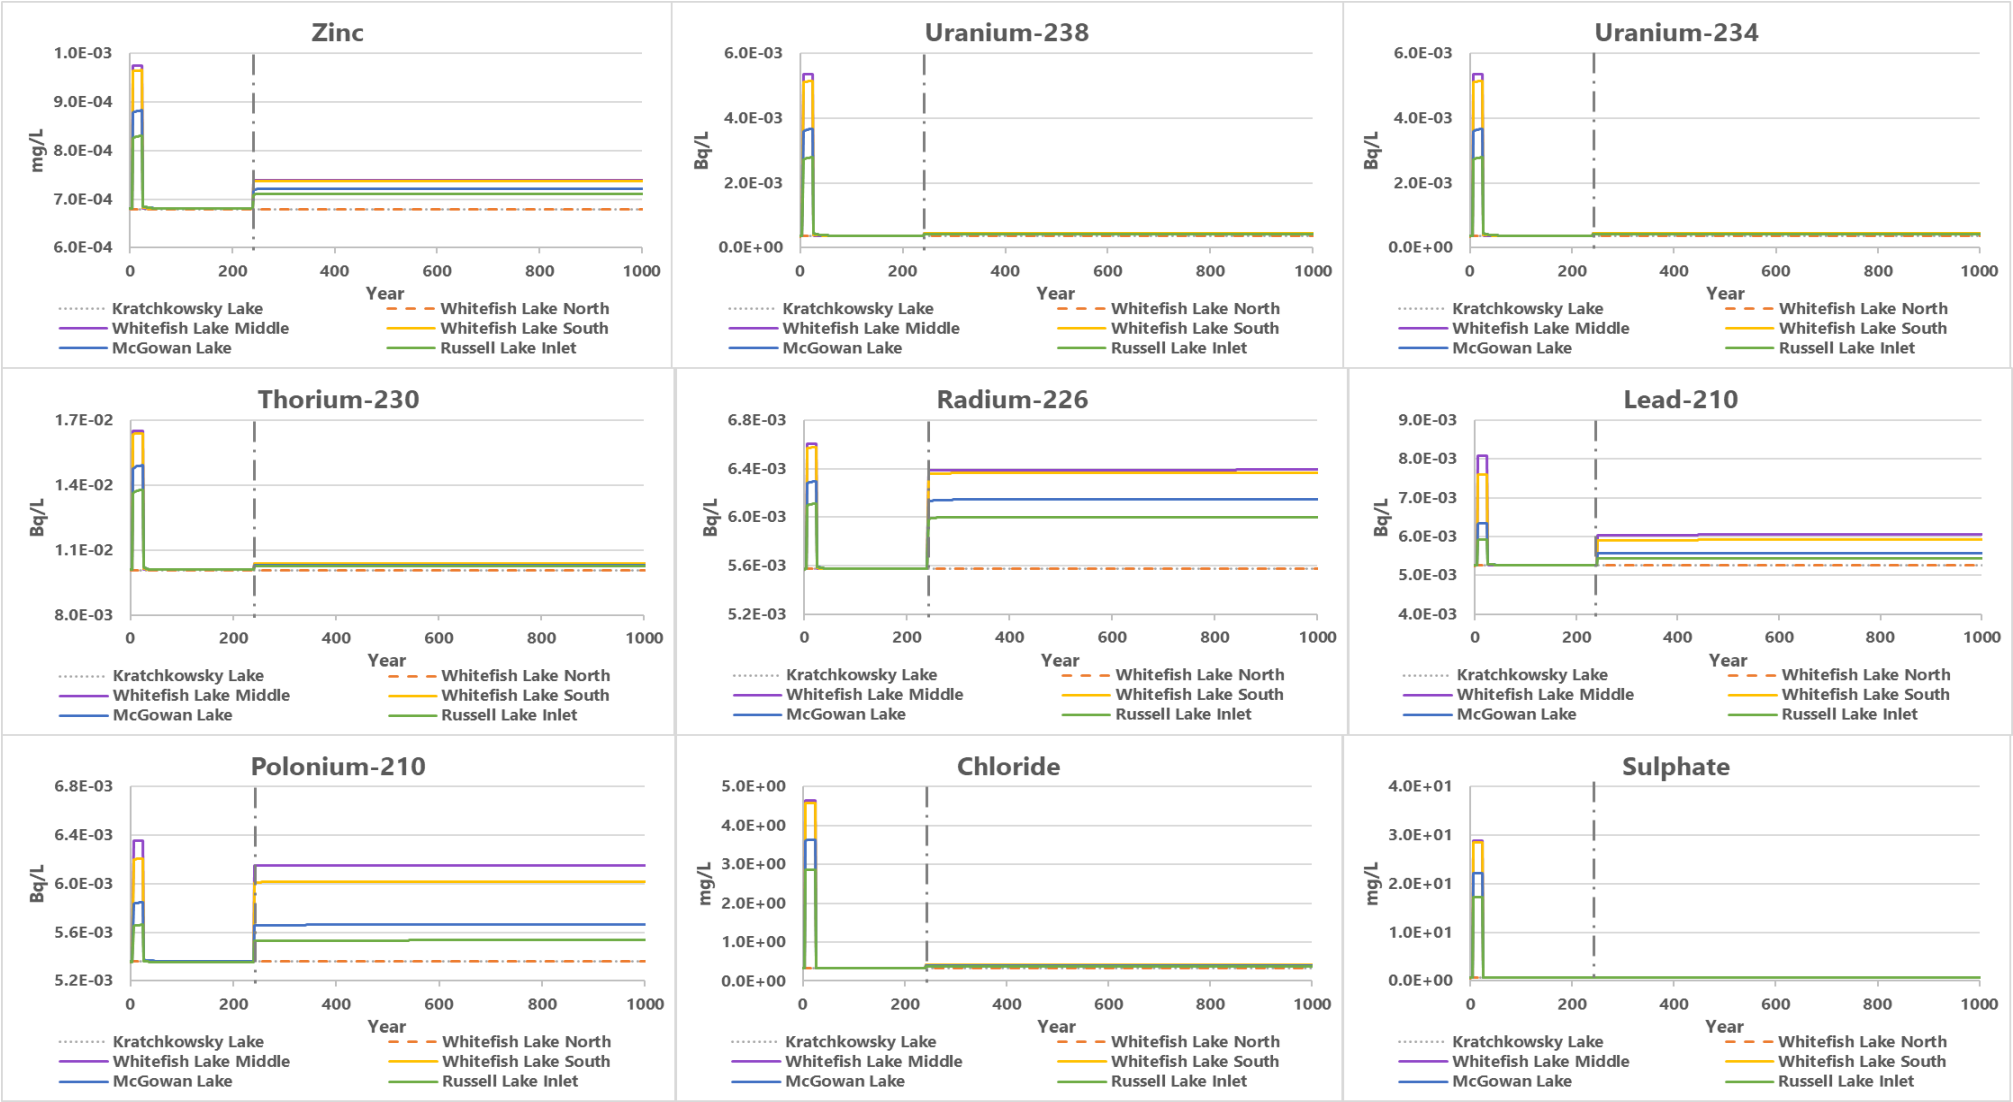 Zinc
1.0E-03
9.0E-04
8.0E-04
7.0E-04
6.0E-04
mg/L
0 200 400 600 800 1000
Year
Kratchkowsky Lake Whitefish Lake North
Whitefish Lake Middle Whitefish Lake South
McGowan Lake Russell Lake Inlet
Uranium-238
6.0E-03
4.0E-03
2.0E-03
0.0E+00
Bq/L
0 200 400 600 800 1000
Year
Kratchkowsky Lake Whitefish Lake North
Whitefish Lake Middle Whitefish Lake South
McGowan Lake Russell Lake Inlet
Uranium-234
6.0E-03
4.0E-03
2.0E-03
0.0E+00
Bq/L
0 200 400 600 800 1000
Year
Kratchkowsky Lake Whitefish Lake North
Whitefish Lake Middle Whitefish Lake South
McGowan Lake Russell Lake Inlet
Thorium-230
1.7E-02
1.4E-02
1.1E-02
8.0E-03
Bq/L
0 200 400 600 800 1000
Year
Kratchkowsky Lake Whitefish Lake North
Whitefish Lake Middle Whitefish Lake South
McGowan Lake Russell Lake Inlet
Radium-226
6.8E-03
6.4E-03
6.0E-03
5.6E-03
5.2E-03
Bq/L
0 200 400 600 800 1000
Year
Kratchkowsky Lake Whitefish Lake North
Whitefish Lake Middle Whitefish Lake South
McGowan Lake Russell Lake Inlet
Lead-210
9.0E-03
8.0E-03
7.0E-03
6.0E-03
5.0E-03
4.0E-03
Bq/L
0 200 400 600 800 1000
Year
Kratchkowsky Lake Whitefish Lake North
Whitefish Lake Middle Whitefish Lake South
McGowan Lake Russell Lake Inlet
Polonium-210
6.8E-03
6.4E-03
6.0E-03
5.6E-03
5.2E-03
Bq/L
0 200 400 600 800 1000
Year
Kratchkowsky Lake Whitefish Lake North
Whitefish Lake Middle Whitefish Lake South
McGowan Lake Russell Lake Inlet
Chloride
5.0E+00
4.0E+00
3.0E+00
2.0E+00
1.0E+00
0.0E+00
mg/L
0 200 400 600 800 1000
Year
Kratchkowsky Lake Whitefish Lake North
Whitefish Lake Middle Whitefish Lake South
McGowan Lake Russell Lake Inlet
Sulphate
4.0E+01
3.0E+01
2.0E+01
1.0E+01
0.0E+00
mg/L
0 200 400 600 800 1000
Year
Kratchkowsky Lake Whitefish Lake North
Whitefish Lake Middle Whitefish Lake South
McGowan Lake Russell Lake Inlet